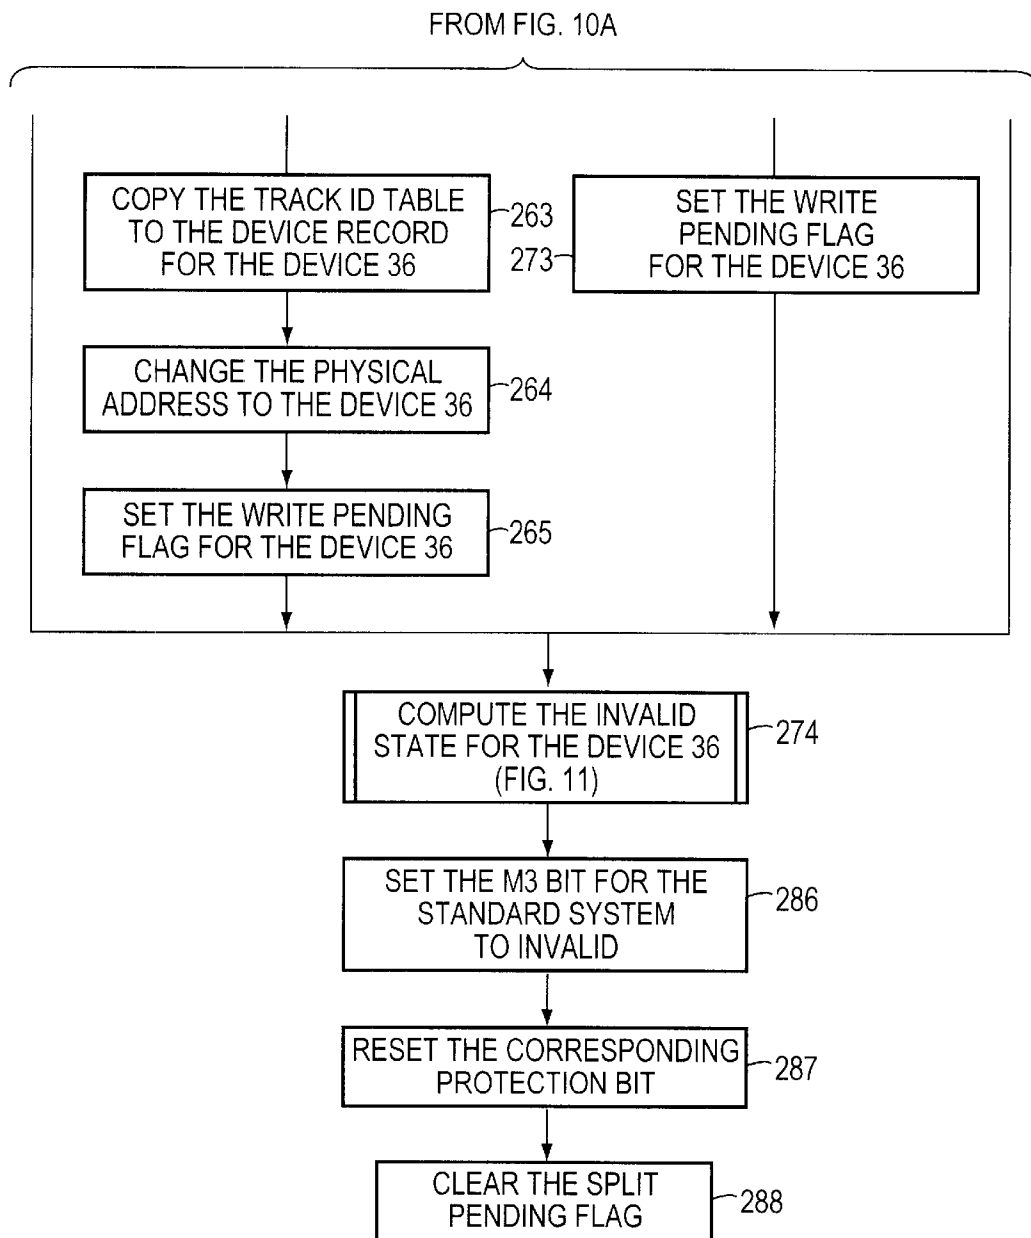 FROM FIG. 10A
COPY THE TRACK ID TABLE
TO THE DEVICE RECORD
FOR THE DEVICE 36
263
SET THE WRITE
PENDING FLAG
FOR THE DEVICE 36
273
CHANGE THE PHYSICAL
ADDRESS TO THE DEVICE 36
264
SET THE WRITE PENDING
FLAG FOR THE DEVICE 36
265
COMPUTE THE INVALID
STATE FOR THE DEVICE 36
(FIG. 11)
274
SET THE M3 BIT FOR THE
STANDARD SYSTEM
TO INVALID
286
RESET THE CORRESPONDING
PROTECTION BIT
287
CLEAR THE SPLIT
PENDING FLAG
288